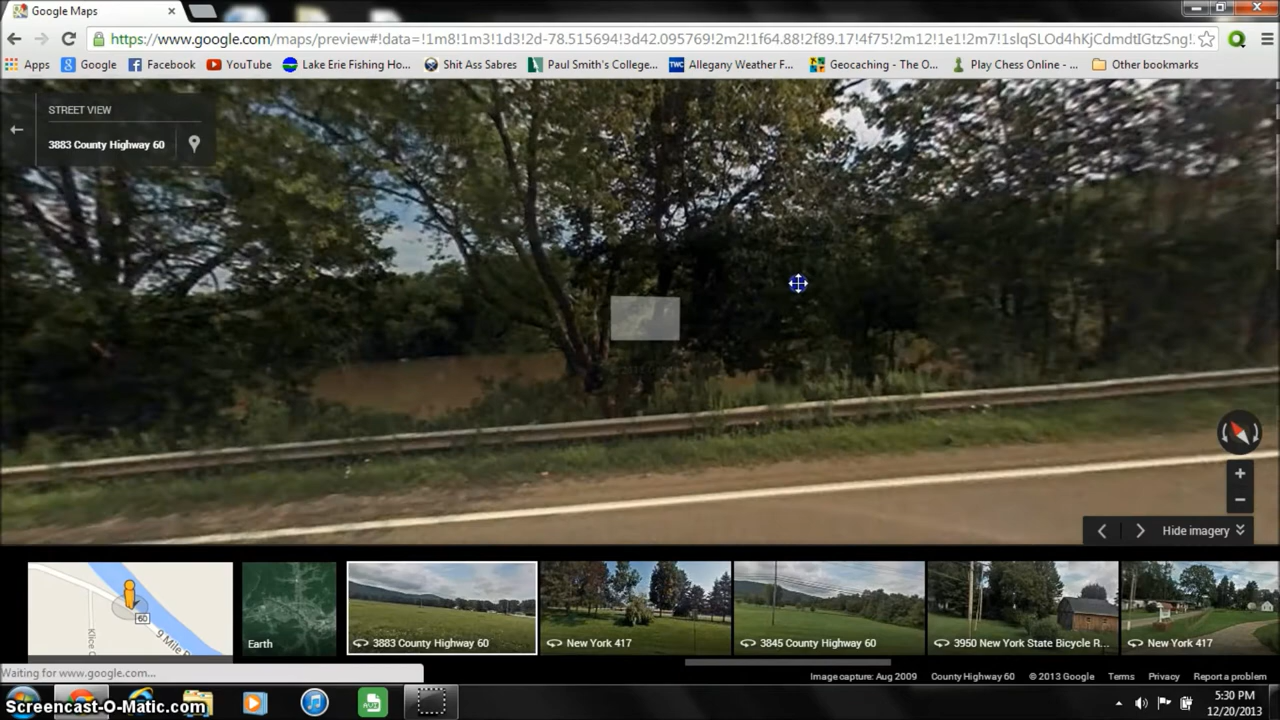 Google Maps
https://www.google.com/maps/preview#!data=!1m8!1m3!1d3!2d-78.515694!3d42.095769!2m2!1f64.88!2f89.17!4f75!2m12!1e1!2m7!1slqSLOd4hKjCdmdtIGtzSng!
Apps
Google
Facebook
YouTube
Lake Erie Fishing Ho...
Shit Ass Sabres
Paul Smith's College...
TWC
Allegany Weather F...
Geocaching - The O...
Play Chess Online - ...
Other bookmarks
STREET VIEW
3883 County Highway 60
Hide imagery
60
9 Mile R
Earth
3883 County Highway 60
New York 417
3845 County Highway 60
3950 New York State Bicycle R...
New York 417
Waiting for www.google.com...
Image capture: Aug 2009
County Highway 60
© 2013 Google
Terms
Privacy
Report a problem
Screencast-O-Matic.com
5:30 PM
12/20/2013